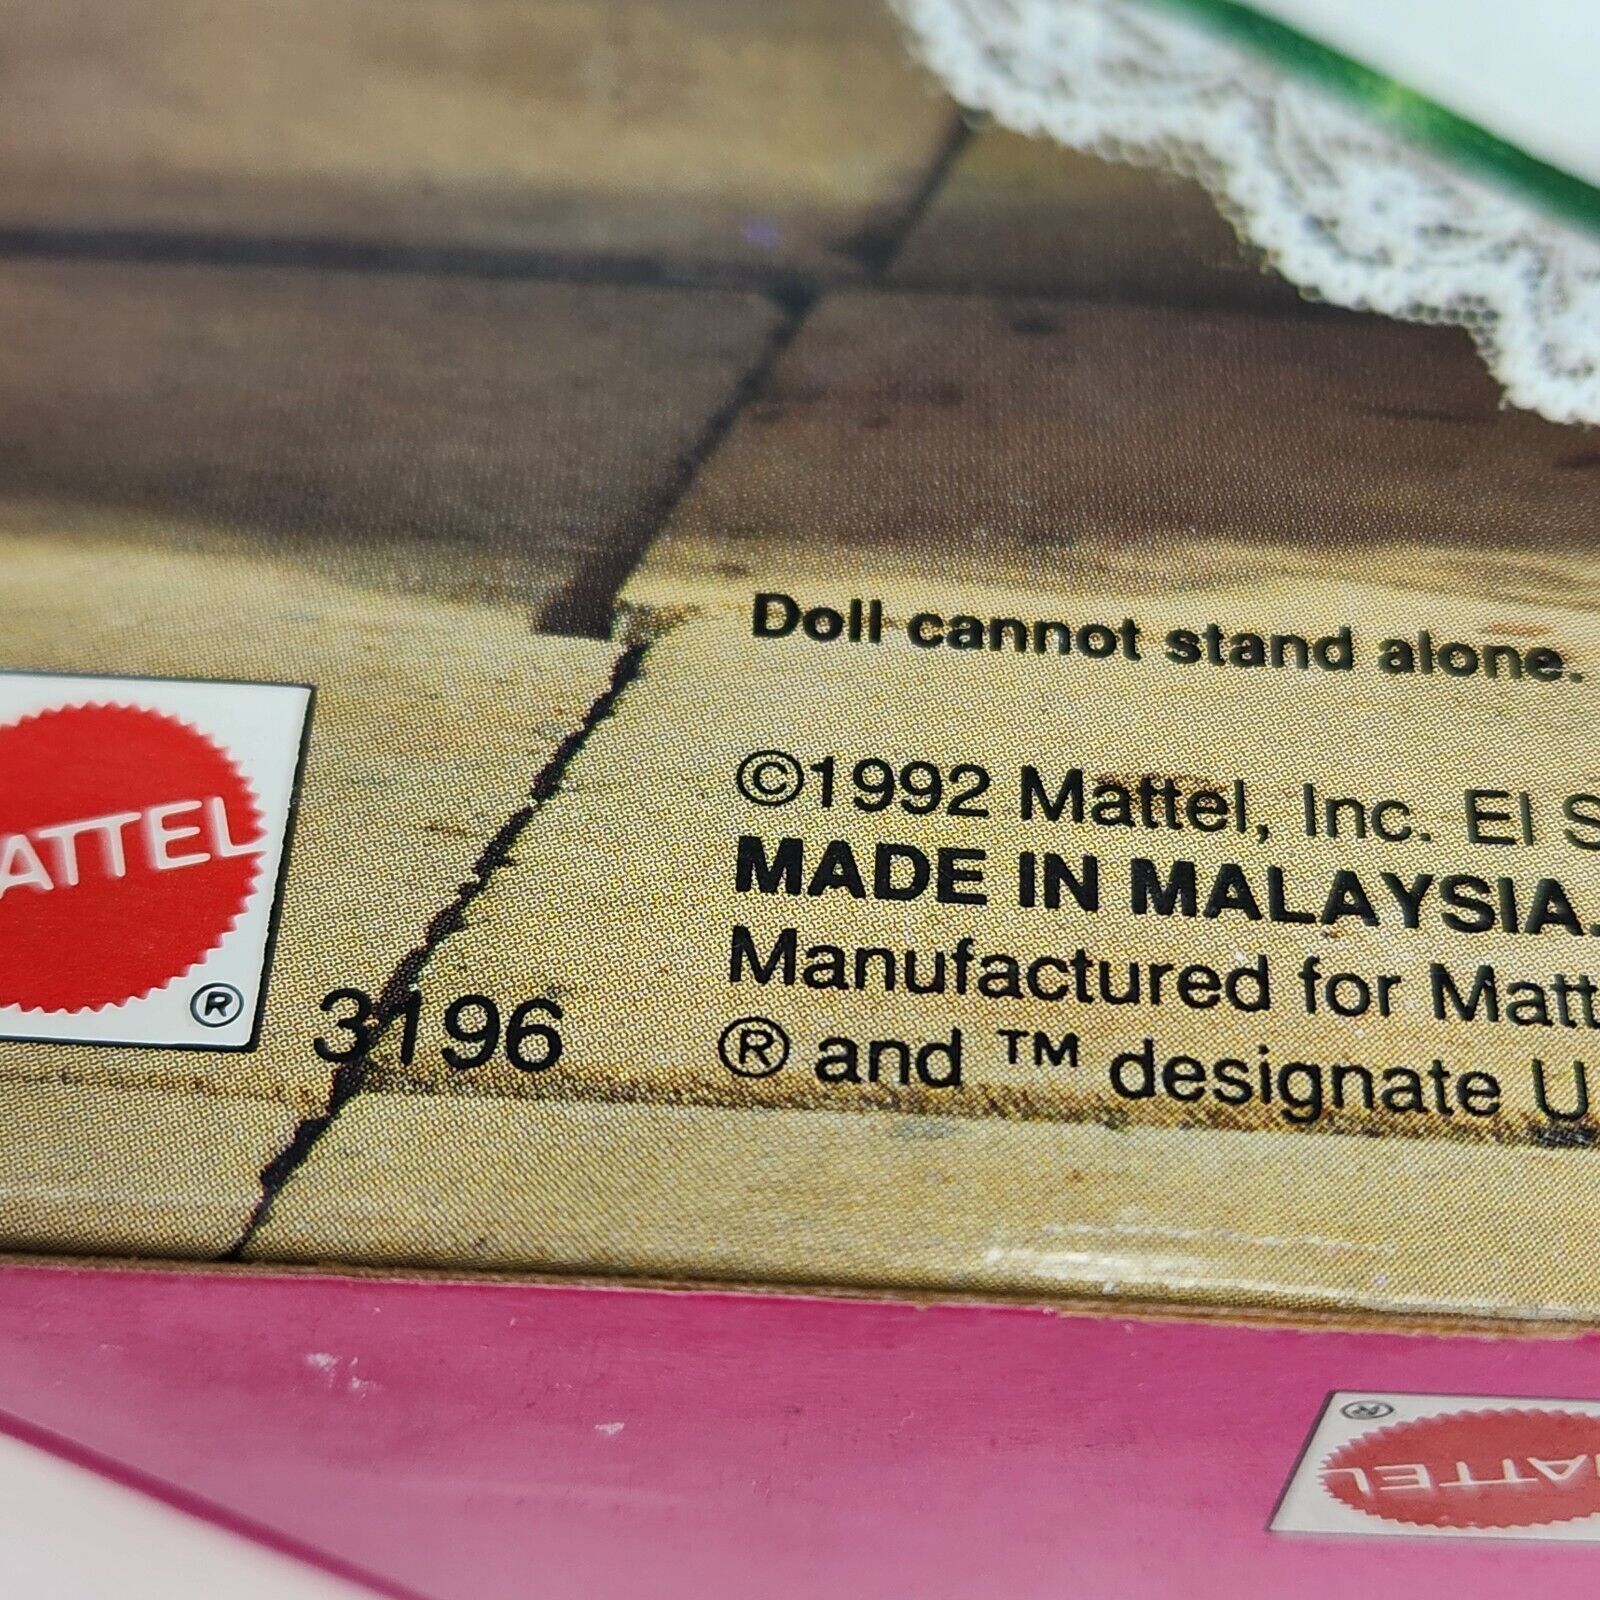 Doll cannot stand alone.
©1992 Mattel, Inc. El S
MADE IN MALAYSIA.
Manufactured for Matt
® and ™ designate U
ATTEL
®
3196
®
ATTEL